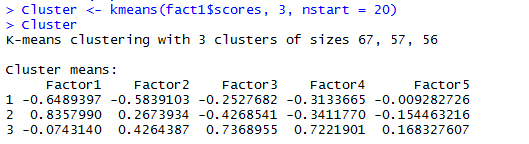 > Cluster <- kmeans(fact1$scores, 3, nstart = 20)
> Cluster
K-means clustering with 3 clusters of sizes 67, 57, 56
Cluster means:
Factor1 Factor2 Factor3 Factor4 Factor5
1 -0.6489397 -0.5839103 -0.2527682 -0.3133665 -0.009282726
2 0.8357990 0.2673934 -0.4268541 -0.3411770 -0.154463216
3 -0.0743140 0.4264387 0.7368955 0.7221901 0.168327607